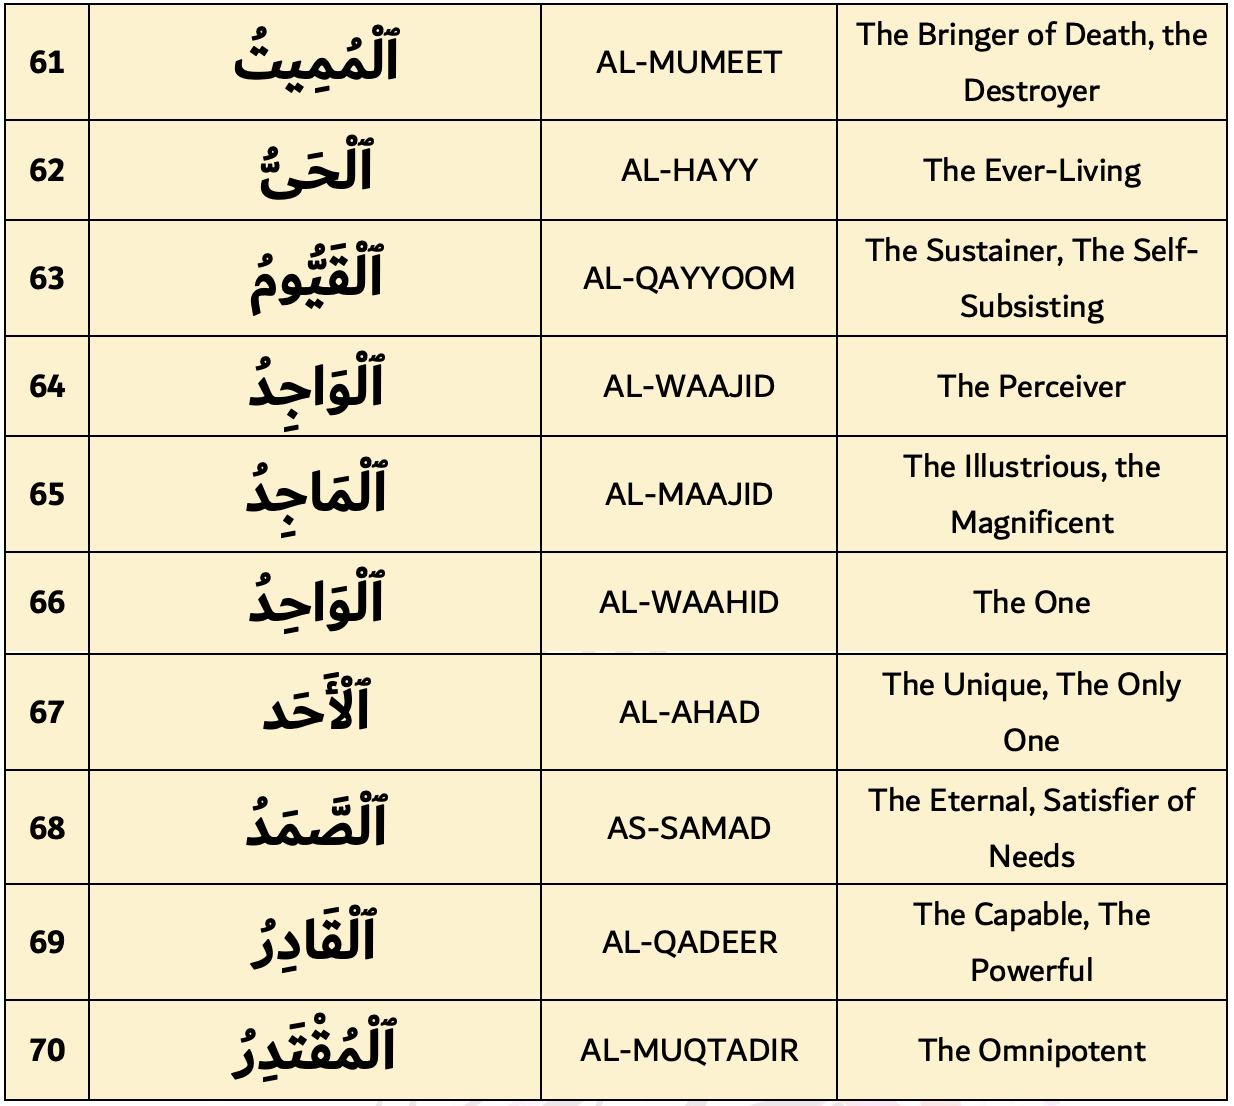 61 ٱلْمُمِيتُ AL-MUMEET The Bringer of Death, the
Destroyer
62 ٱلْحَىُّ AL-HAYY The Ever-Living
63 ٱلْقَيُّومُ AL-QAYYOOM The Sustainer, The Self-
Subsisting
64 ٱلْوَاجِدُ AL-WAAJID The Perceiver
65 ٱلْمَاجِدُ AL-MAAJID The Illustrious, the
Magnificent
66 ٱلْوَاحِدُ AL-WAAHID The One
67 ٱلْأَحَد AL-AHAD The Unique, The Only
One
68 ٱلْصَّمَدُ AS-SAMAD The Eternal, Satisfier of
Needs
69 ٱلْقَادِرُ AL-QADEER The Capable, The
Powerful
70 ٱلْمُقْتَدِرُ AL-MUQTADIR The Omnipotent